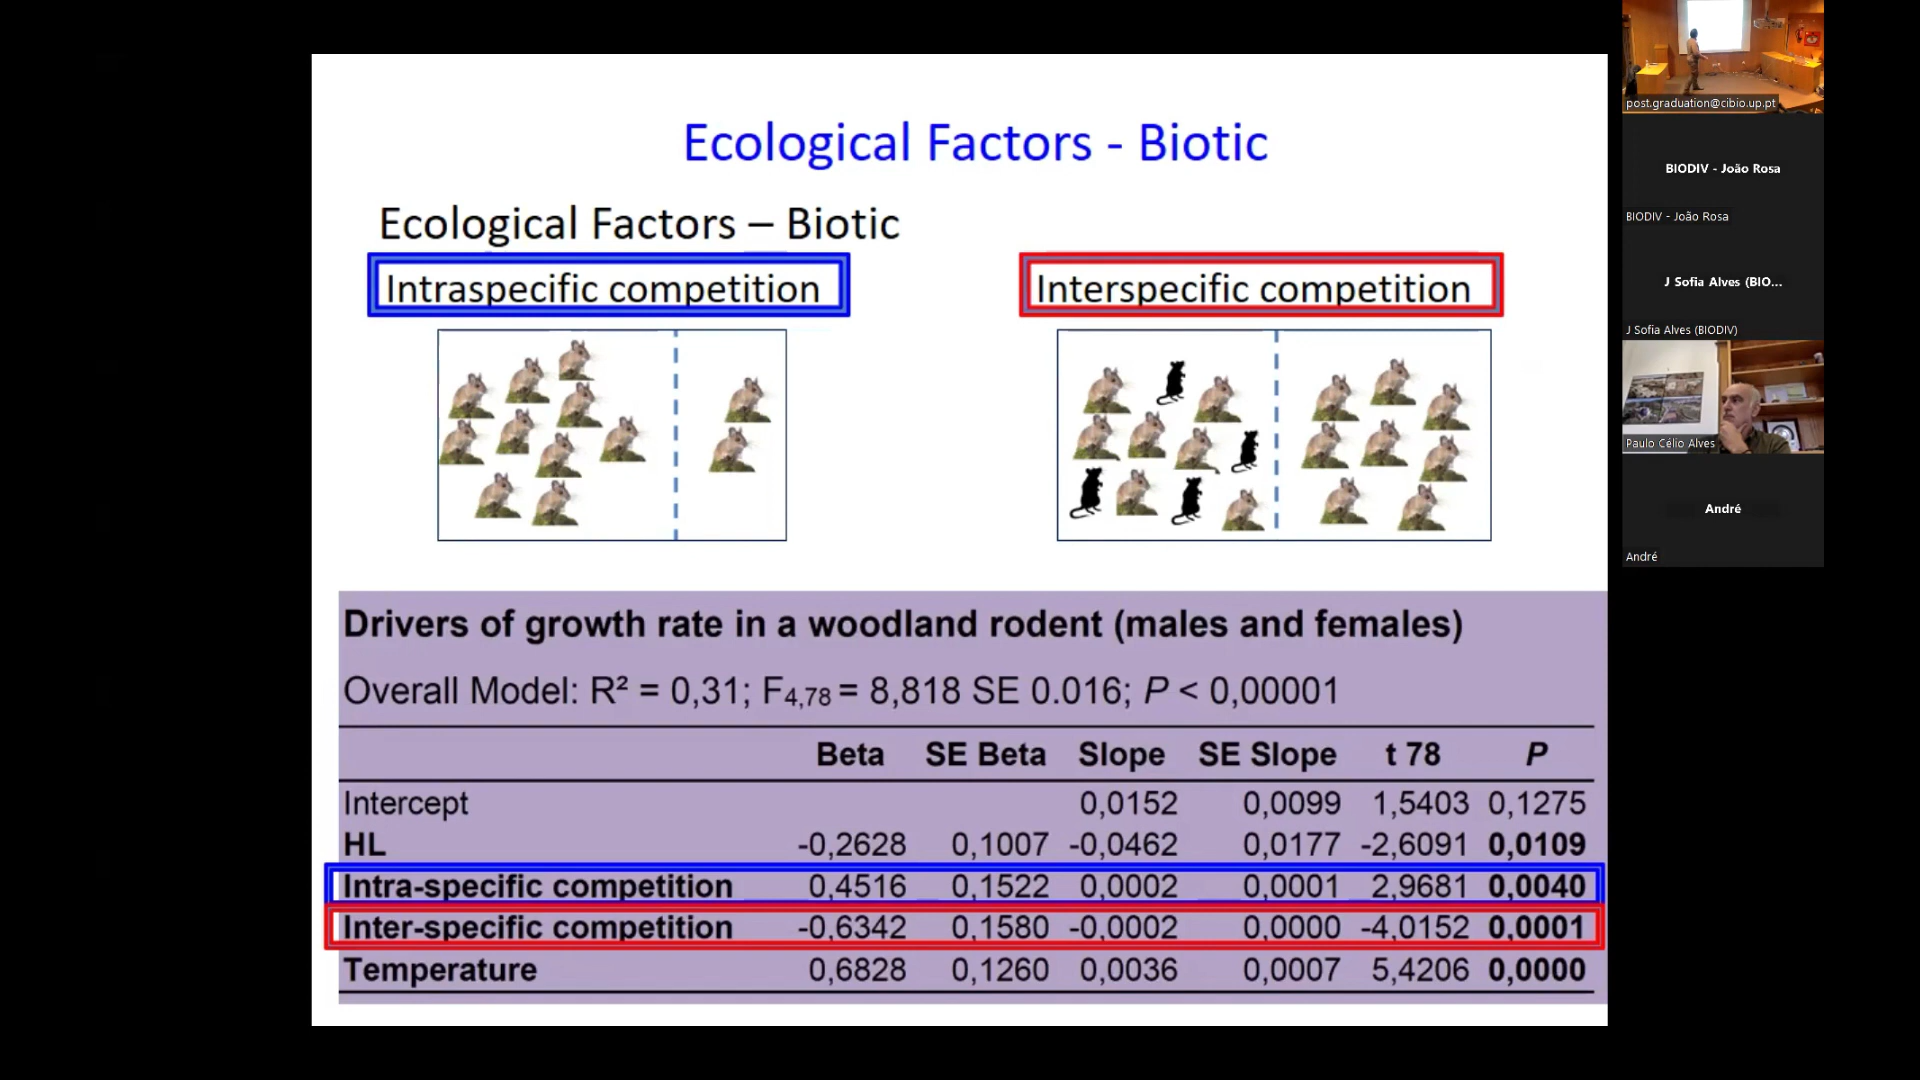 Ecological Factors - Biotic
Ecological Factors – Biotic
Intraspecific competition
Interspecific competition
Drivers of growth rate in a woodland rodent (males and females)
Overall Model: R² = 0,31; F4,78 = 8,818 SE 0.016; P < 0,00001
Beta SE Beta Slope SE Slope t 78 P
Intercept 0,0152 0,0099 1,5403 0,1275
HL -0,2628 0,1007 -0,0462 0,0177 -2,6091 0,0109
Intra-specific competition 0,4516 0,1522 0,0002 0,0001 2,9681 0,0040
Inter-specific competition -0,6342 0,1580 -0,0002 0,0000 -4,0152 0,0001
Temperature 0,6828 0,1260 0,0036 0,0007 5,4206 0,0000
post.graduation@cibio.up.pt
BIODIV - João Rosa
BIODIV - João Rosa
J Sofia Alves (BIO...
J Sofia Alves (BIODIV)
Paulo Célio Alves
André
André